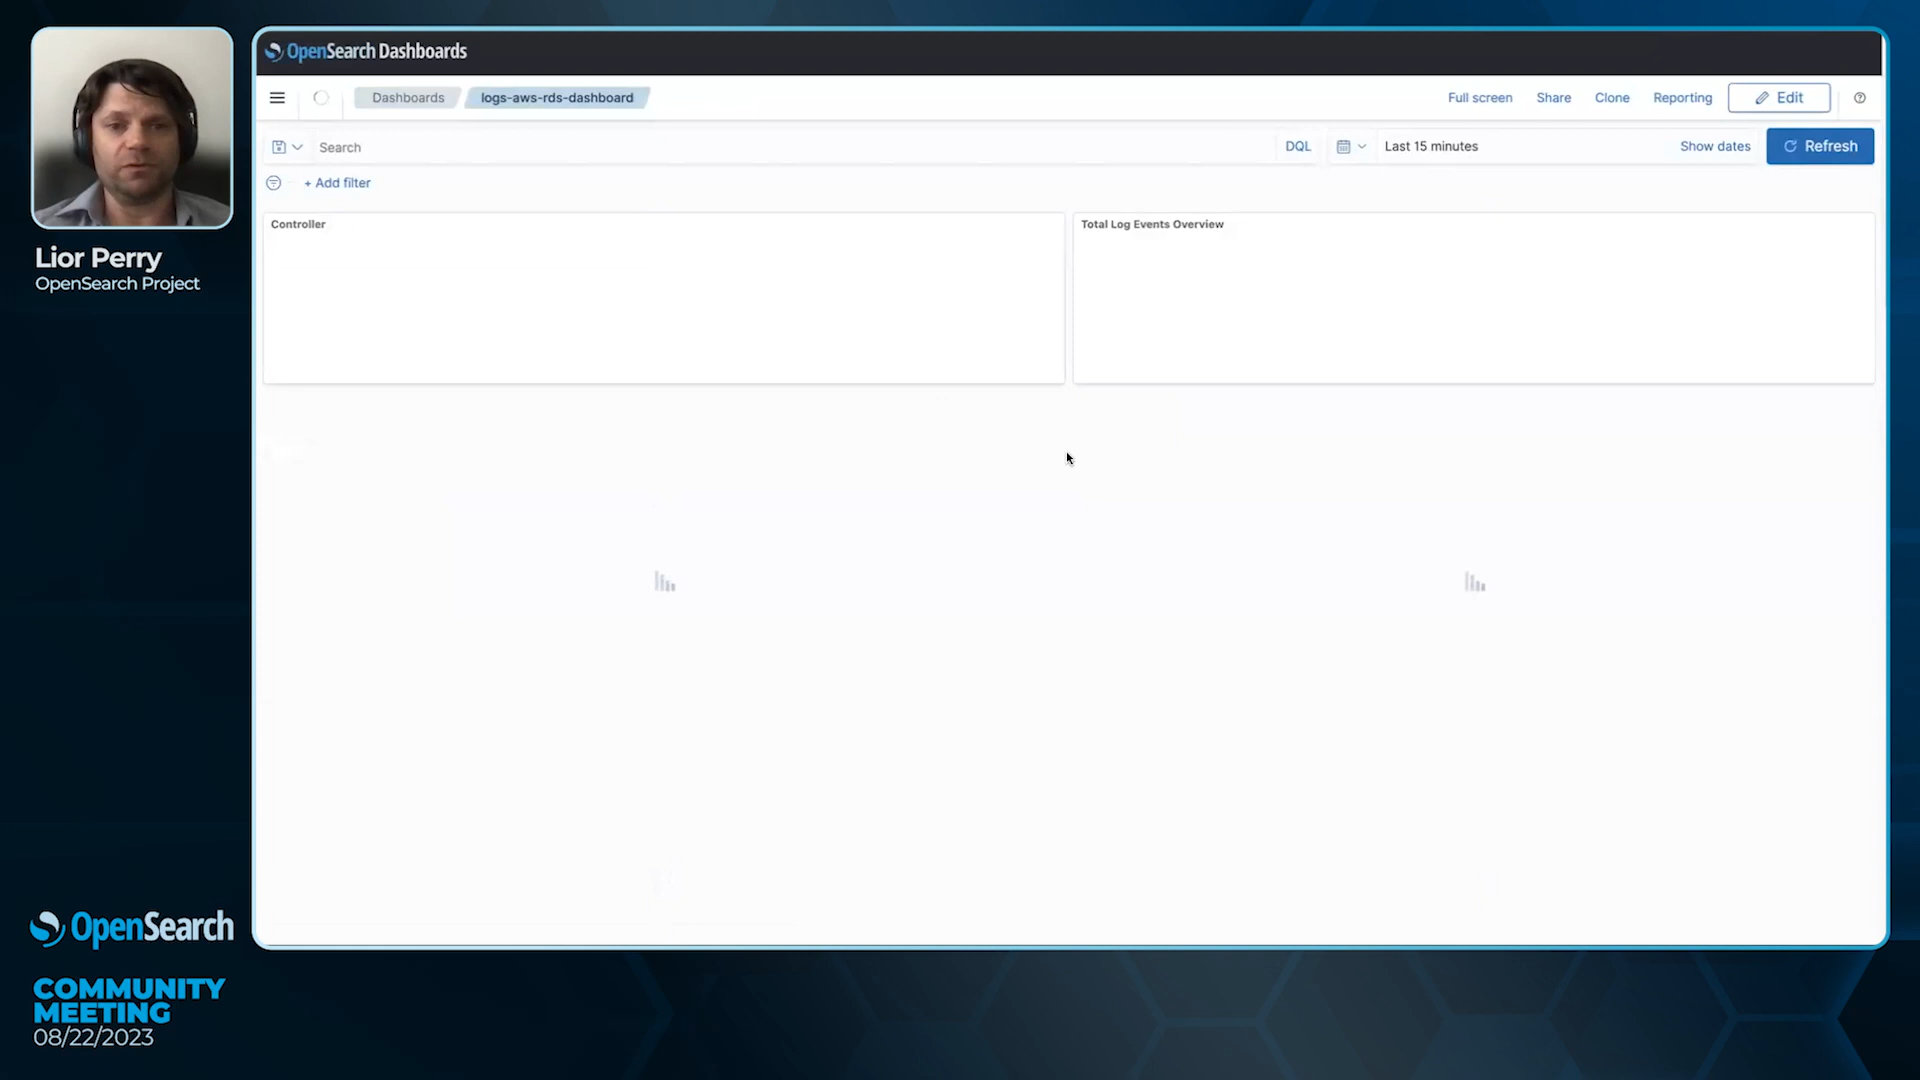 OpenSearch Dashboards
Dashboards
logs-aws-rds-dashboard
Full screen
Share
Clone
Reporting
Edit
Search
DQL
Last 15 minutes
Show dates
Refresh
+ Add filter
Controller
Total Log Events Overview
Lior Perry
OpenSearch Project
OpenSearch
COMMUNITY
MEETING
08/22/2023